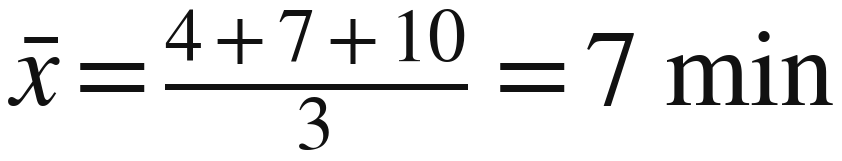 x̄ = (4 + 7 + 10)/3 = 7 min